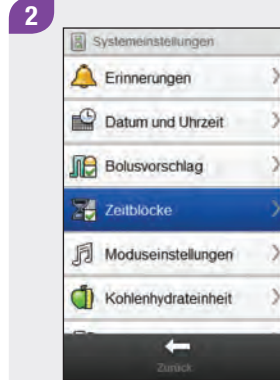 2
Systemeinstellungen
Erinnerungen
Datum und Uhrzeit
Bolusvorschlag
Zeitblöcke
Moduseinstellungen
Kohlenhydrateinheit
Zurück